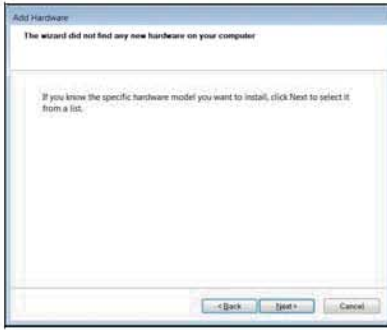 Add Hardware
The wizard did not find any new hardware on your computer
If you know the specific hardware model you want to install, click Next to select it
from a list.
< Back Next > Cancel